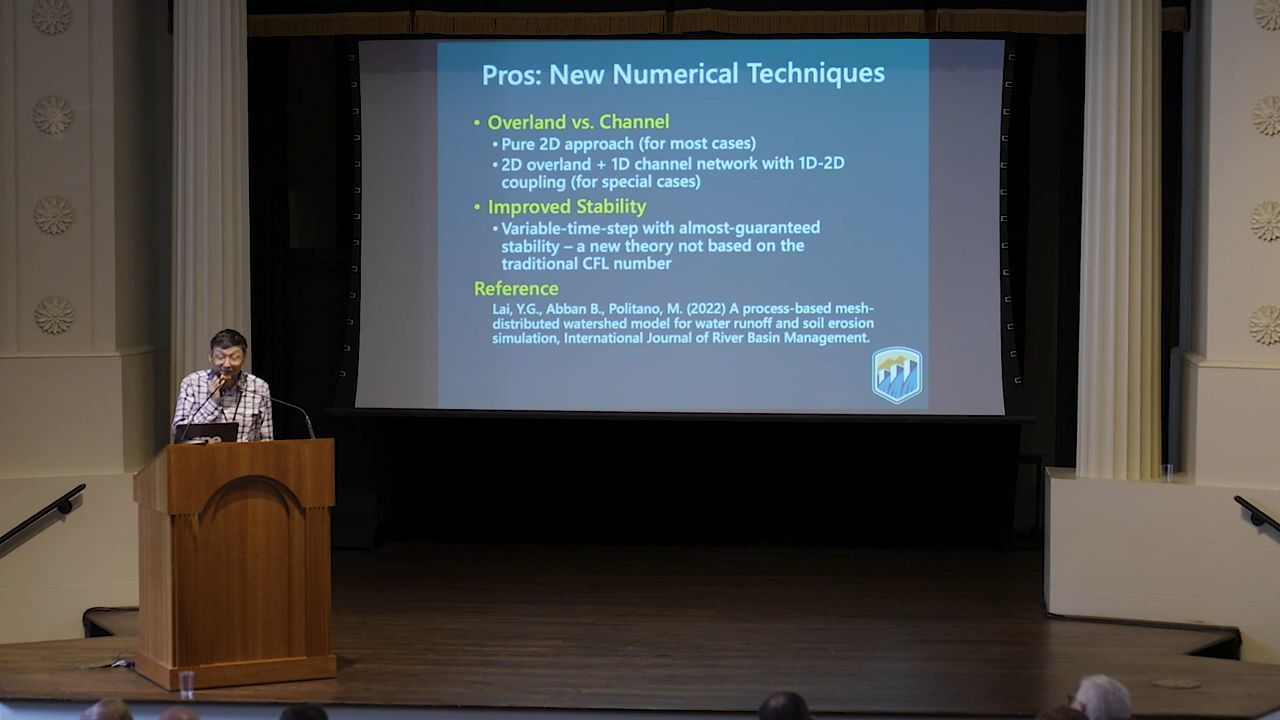 Pros: New Numerical Techniques
• Overland vs. Channel
• Pure 2D approach (for most cases)
• 2D overland + 1D channel network with 1D-2D
coupling (for special cases)
• Improved Stability
• Variable-time-step with almost-guaranteed
stability – a new theory not based on the
traditional CFL number
Reference
Lai, Y.G., Abban B., Politano, M. (2022) A process-based mesh-
distributed watershed model for water runoff and soil erosion
simulation, International Journal of River Basin Management.